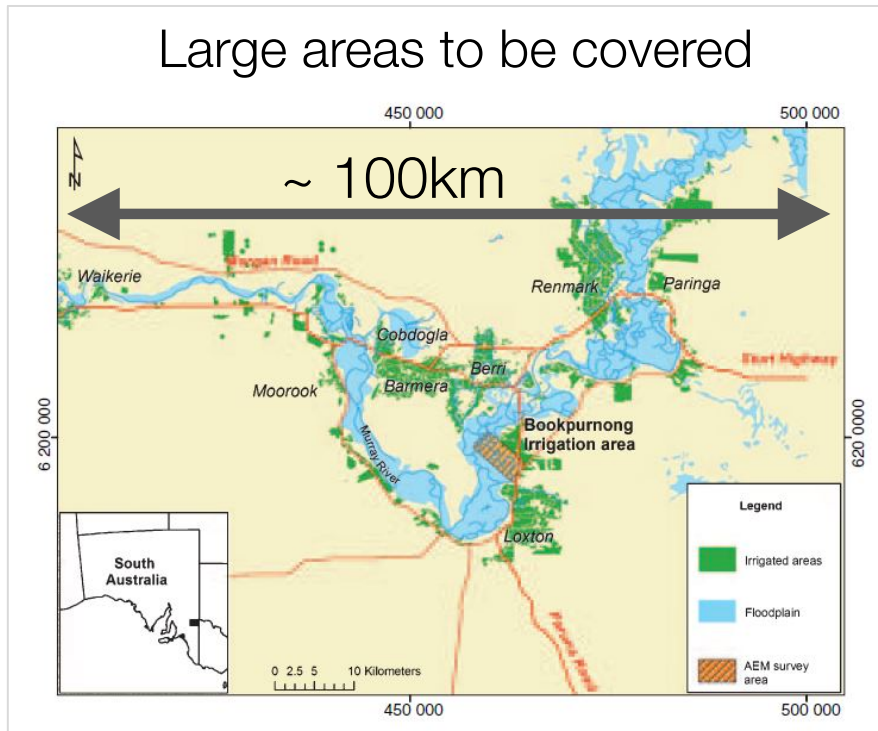 Large areas to be covered
450 000
500 000
N
~ 100km
Waikerie
Morgan Road
Renmark
Paringa
Cobdogla
Sturt Highway
Berri
Moorook
Barmera
Bookpurnong
Irrigation area
6 200 000
620 0000
Murray River
Legend
Loxton
South
Australia
Irrigated areas
Floodplain
AEM survey
area
0 2.5 5 10 Kilometers
450 000
500 000